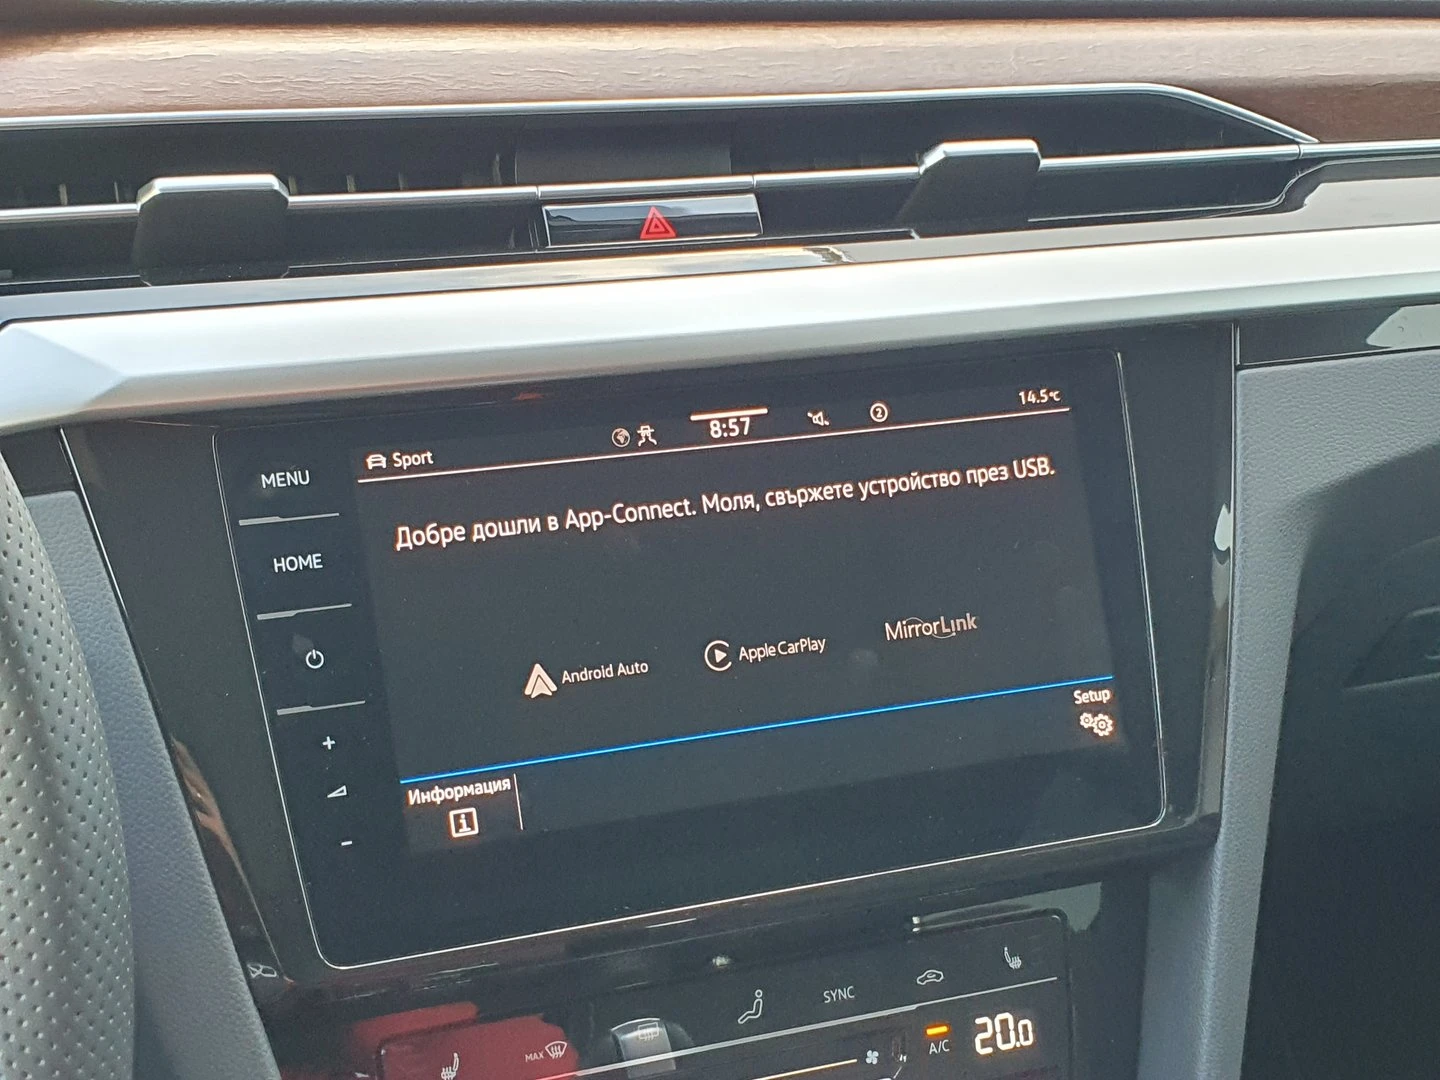 MENU
HOME
Sport
8:57
2
14.5°C
Добре дошли в App-Connect. Моля, свържете устройство през USB.
Android Auto
Apple CarPlay
MirrorLink
Setup
Информация
i
+
-
SYNC
MAX
A/C
20.0